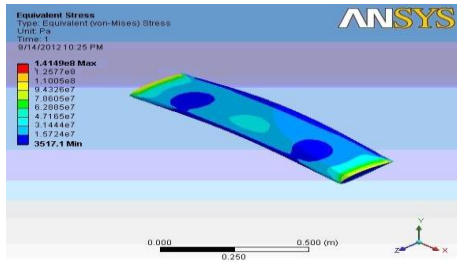 Equivalent Stress
Type: Equivalent (von-Mises) Stress
Unit: Pa
Time: 1
9/14/2012 10:25 PM
ANSYS
1.4149e8 Max
1.2577e8
1.1005e8
9.4326e7
7.8605e7
6.2885e7
4.7165e7
3.1444e7
1.5724e7
3517.1 Min
0.000 0.500 (m)
0.250
Y
Z X